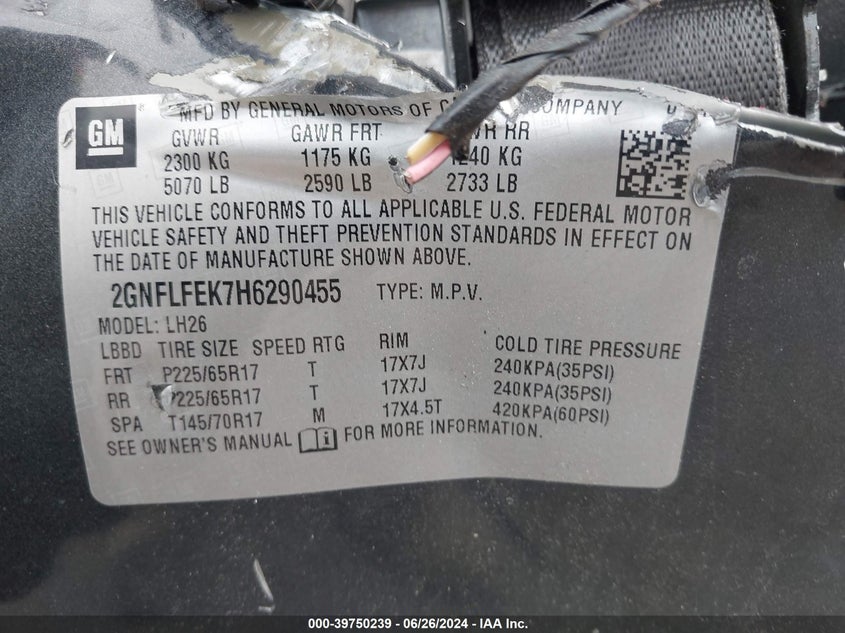 GM ® MFD BY GENERAL MOTORS OF COMPANY
GVWR GAWR FRT RR
2300 KG 1175 KG 1240 KG
5070 LB 2590 LB 2733 LB
THIS VEHICLE CONFORMS TO ALL APPLICABLE U.S. FEDERAL MOTOR
VEHICLE SAFETY AND THEFT PREVENTION STANDARDS IN EFFECT ON
THE DATE OF MANUFACTURE SHOWN ABOVE.
2GNFLFEK7H6290455 TYPE: M.P.V.
MODEL: LH26
LBBD TIRE SIZE SPEED RTG RIM COLD TIRE PRESSURE
FRT P225/65R17 T 17X7J 240KPA(35PSI)
RR P225/65R17 T 17X7J 240KPA(35PSI)
SPA T145/70R17 M 17X4.5T 420KPA(60PSI)
SEE OWNER'S MANUAL FOR MORE INFORMATION.
000-39750239 - 06/26/2024 - IAA Inc.